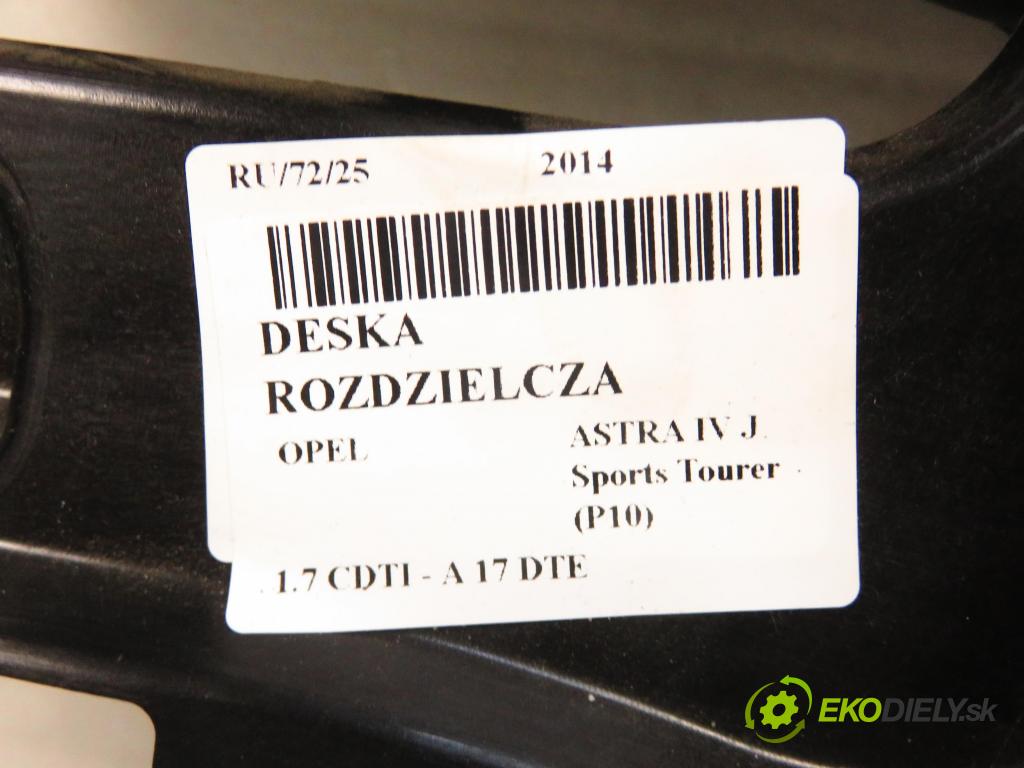 RU/72/25 2014
DESKA
ROZDZIELCZA
OPEL ASTRA IV J
Sports Tourer
(P10)
1.7 CDTI - A 17 DTE
EKODIELY.sk